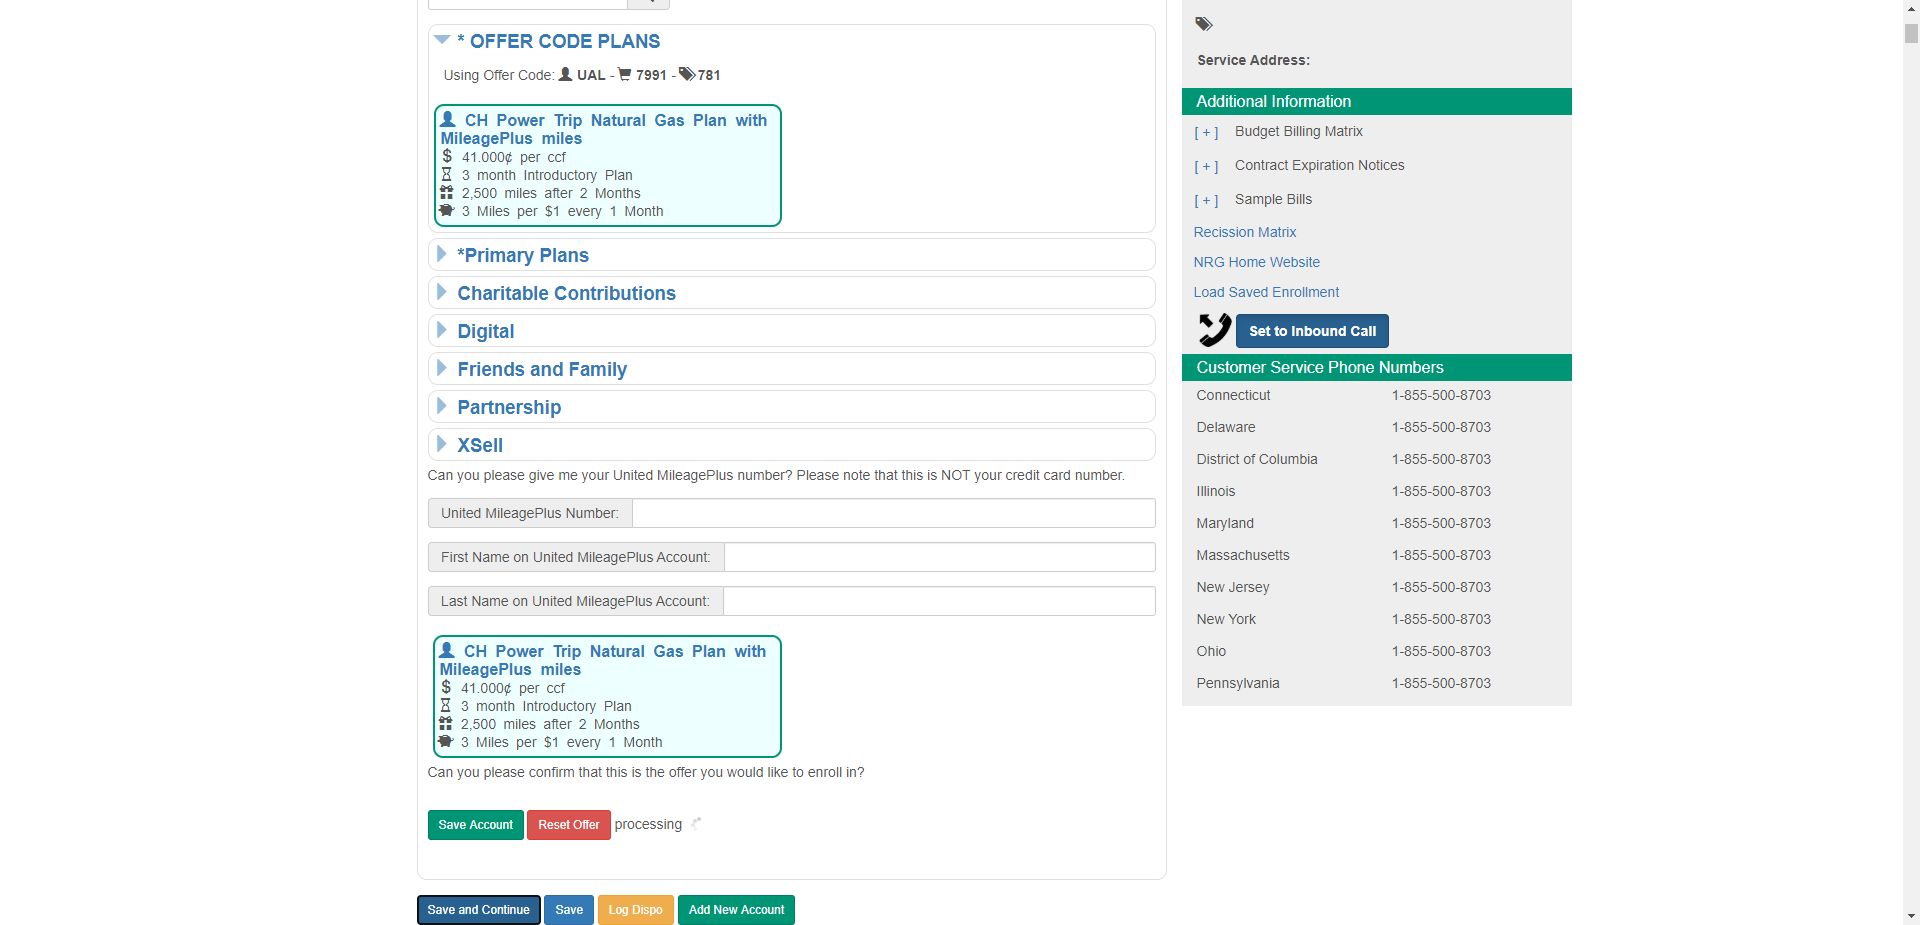 * OFFER CODE PLANS
Using Offer Code: UAL - 7991 - 781
CH Power Trip Natural Gas Plan with
MileagePlus miles
41.000¢ per ccf
3 month Introductory Plan
2,500 miles after 2 Months
3 Miles per $1 every 1 Month
*Primary Plans
Charitable Contributions
Digital
Friends and Family
Partnership
XSell
Can you please give me your United MileagePlus number? Please note that this is NOT your credit card number.
United MileagePlus Number:
First Name on United MileagePlus Account:
Last Name on United MileagePlus Account:
CH Power Trip Natural Gas Plan with
MileagePlus miles
41.000¢ per ccf
3 month Introductory Plan
2,500 miles after 2 Months
3 Miles per $1 every 1 Month
Can you please confirm that this is the offer you would like to enroll in?
Save Account Reset Offer processing
Save and Continue Save Log Dispo Add New Account
Service Address:
Additional Information
[ + ] Budget Billing Matrix
[ + ] Contract Expiration Notices
[ + ] Sample Bills
Recission Matrix
NRG Home Website
Load Saved Enrollment
Set to Inbound Call
Customer Service Phone Numbers
Connecticut 1-855-500-8703
Delaware 1-855-500-8703
District of Columbia 1-855-500-8703
Illinois 1-855-500-8703
Maryland 1-855-500-8703
Massachusetts 1-855-500-8703
New Jersey 1-855-500-8703
New York 1-855-500-8703
Ohio 1-855-500-8703
Pennsylvania 1-855-500-8703